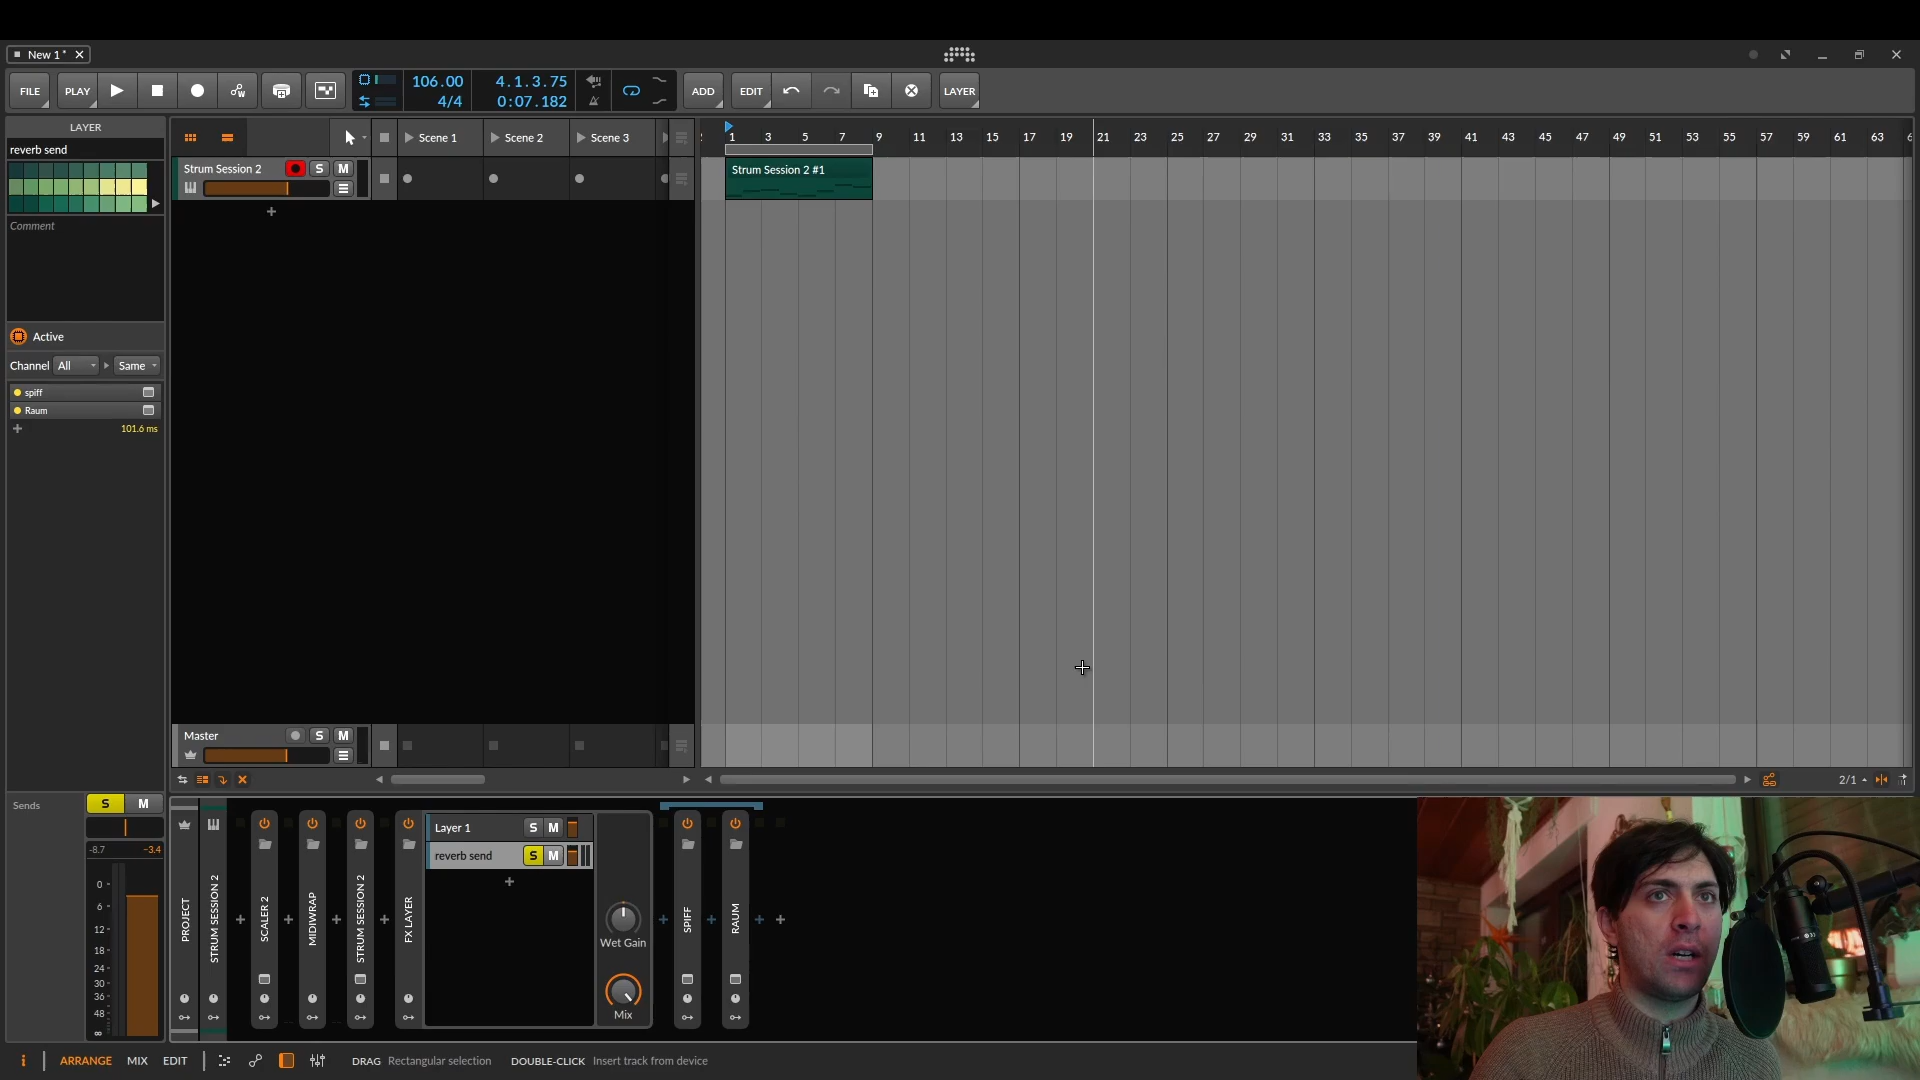 New 1*
FILE
PLAY
106.00
4/4
4.1.3.75
0:07.182
ADD
EDIT
LAYER
LAYER
reverb send
Comment
Active
Channel All Same
spiff
Raum
101.6 ms
Scene 1
Scene 2
Scene 3
1 3 5 7 9 11 13 15 17 19 21 23 25 27 29 31 33 35 37 39 41 43 45 47 49 51 53 55 57 59 61 63
Strum Session 2
S M
Strum Session 2 #1
Master
S M
2/1
Sends
S M
-8.7 -3.4
0
6
12
18
24
30
36
48
∞
PROJECT
STRUM SESSION 2
SCALER 2
MIDIWRAP
STRUM SESSION 2
FX LAYER
Layer 1 S M
reverb send S M
Wet Gain
Mix
SPIFF
RAUM
i ARRANGE MIX EDIT
DRAG Rectangular selection DOUBLE-CLICK Insert track from device